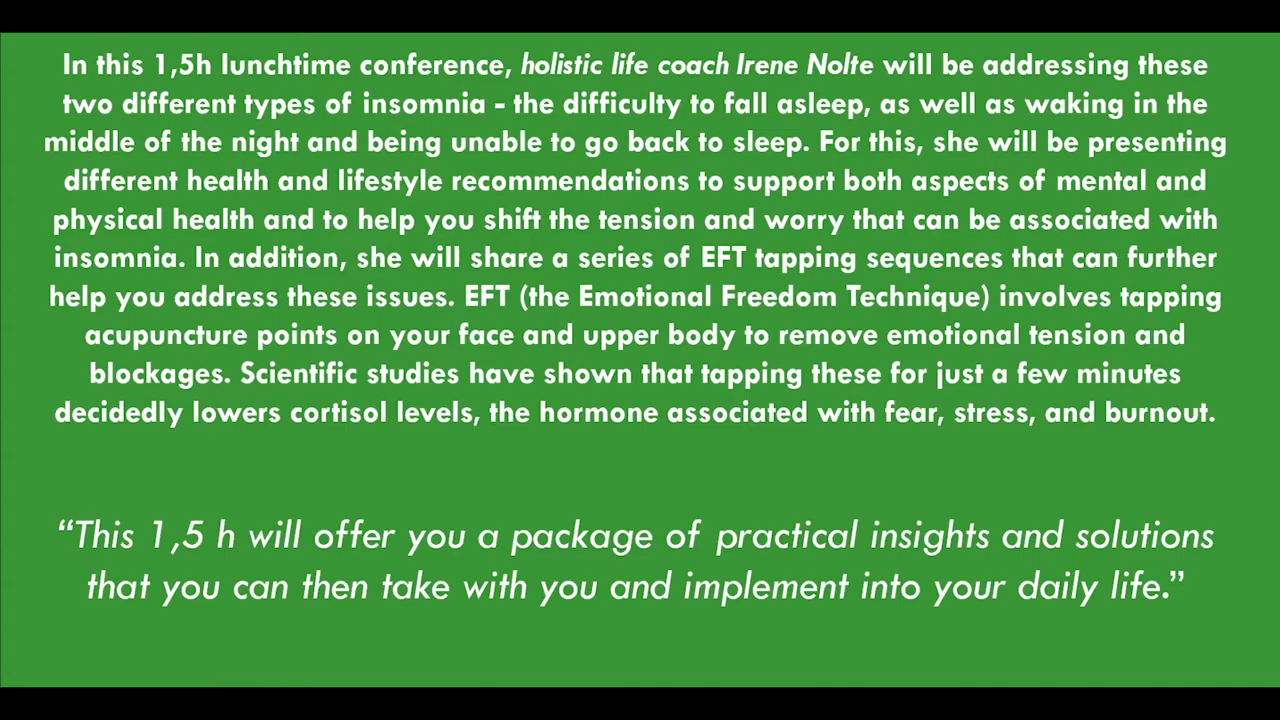 In this 1,5h lunchtime conference, holistic life coach Irene Nolte will be addressing these
two different types of insomnia - the difficulty to fall asleep, as well as waking in the
middle of the night and being unable to go back to sleep. For this, she will be presenting
different health and lifestyle recommendations to support both aspects of mental and
physical health and to help you shift the tension and worry that can be associated with
insomnia. In addition, she will share a series of EFT tapping sequences that can further
help you address these issues. EFT (the Emotional Freedom Technique) involves tapping
acupuncture points on your face and upper body to remove emotional tension and
blockages. Scientific studies have shown that tapping these for just a few minutes
decidedly lowers cortisol levels, the hormone associated with fear, stress, and burnout.
“This 1,5 h will offer you a package of practical insights and solutions
that you can then take with you and implement into your daily life.”